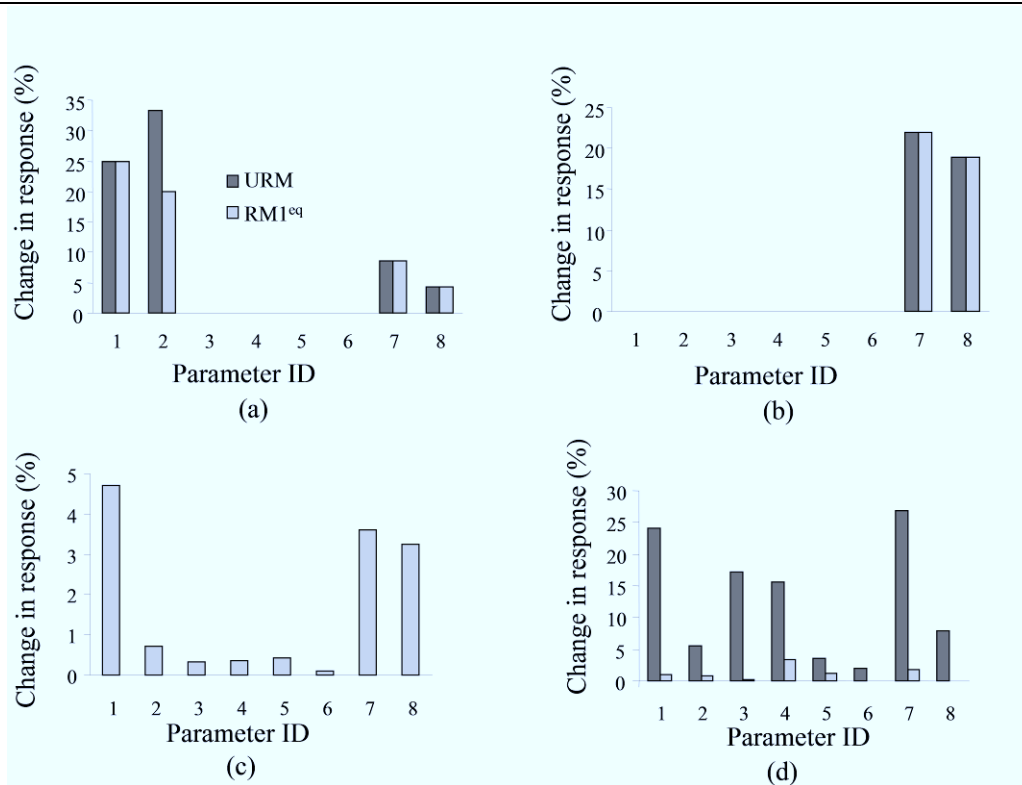 Change in response (%)
35
30
25
20
15
10
5
0
URM
RM1eq
1 2 3 4 5 6 7 8
Parameter ID
(a)
Change in response (%)
25
20
15
10
5
0
1 2 3 4 5 6 7 8
Parameter ID
(b)
Change in response (%)
5
4
3
2
1
0
1 2 3 4 5 6 7 8
Parameter ID
(c)
Change in response (%)
30
25
20
15
10
5
0
1 2 3 4 5 6 7 8
Parameter ID
(d)